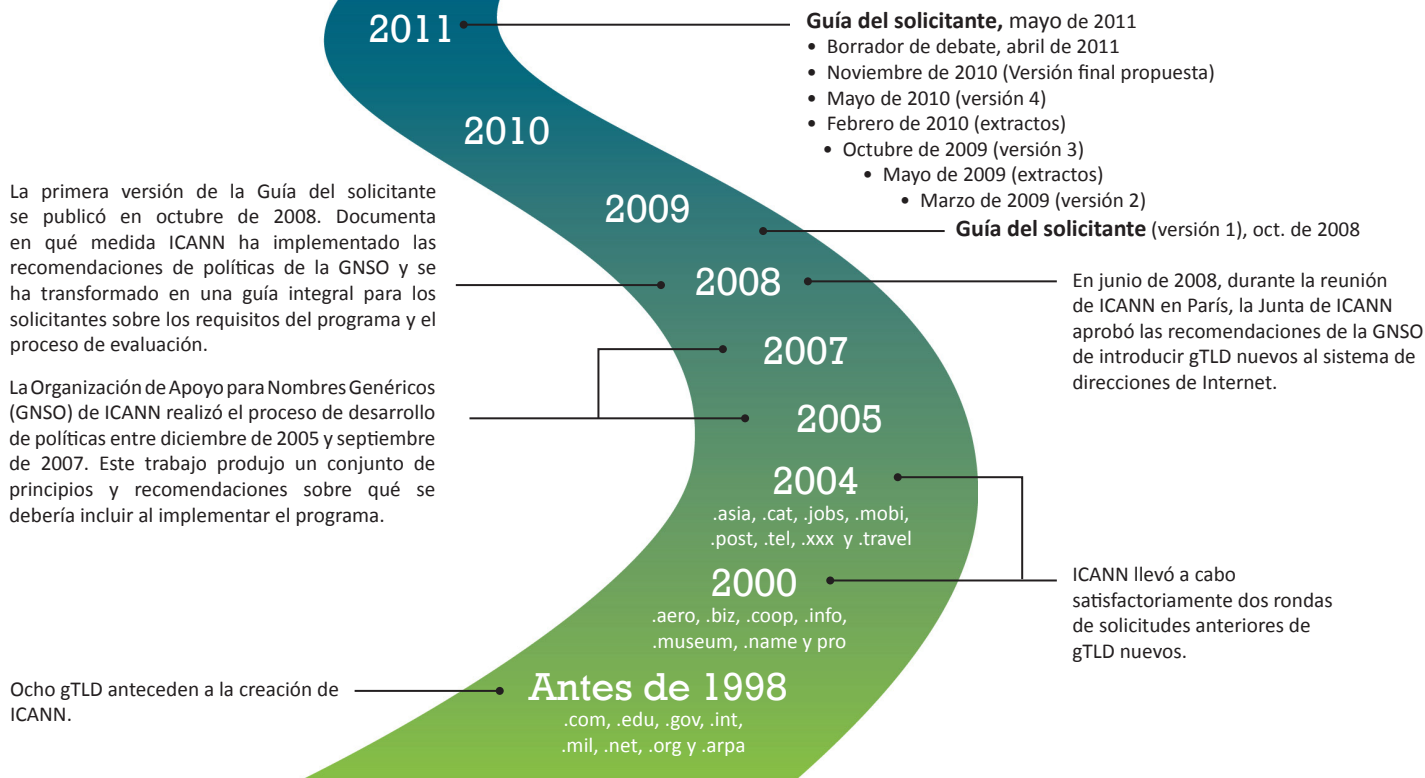 2011
Guía del solicitante, mayo de 2011
• Borrador de debate, abril de 2011
• Noviembre de 2010 (Versión final propuesta)
• Mayo de 2010 (versión 4)
• Febrero de 2010 (extractos)
• Octubre de 2009 (versión 3)
• Mayo de 2009 (extractos)
• Marzo de 2009 (versión 2)
Guía del solicitante (versión 1), oct. de 2008
2010
2009
La primera versión de la Guía del solicitante
se publicó en octubre de 2008. Documenta
en qué medida ICANN ha implementado las
recomendaciones de políticas de la GNSO y se
ha transformado en una guía integral para los
solicitantes sobre los requisitos del programa y el
proceso de evaluación.
2008
En junio de 2008, durante la reunión
de ICANN en París, la Junta de ICANN
aprobó las recomendaciones de la GNSO
de introducir gTLD nuevos al sistema de
direcciones de Internet.
2007
La Organización de Apoyo para Nombres Genéricos
(GNSO) de ICANN realizó el proceso de desarrollo
de políticas entre diciembre de 2005 y septiembre
de 2007. Este trabajo produjo un conjunto de
principios y recomendaciones sobre qué se
debería incluir al implementar el programa.
2005
2004
.asia, .cat, .jobs, .mobi,
.post, .tel, .xxx y .travel
2000
.aero, .biz, .coop, .info,
.museum, .name y pro
ICANN llevó a cabo
satisfactoriamente dos rondas
de solicitudes anteriores de
gTLD nuevos.
Ocho gTLD anteceden a la creación de
ICANN.
Antes de 1998
.com, .edu, .gov, .int,
.mil, .net, .org y .arpa